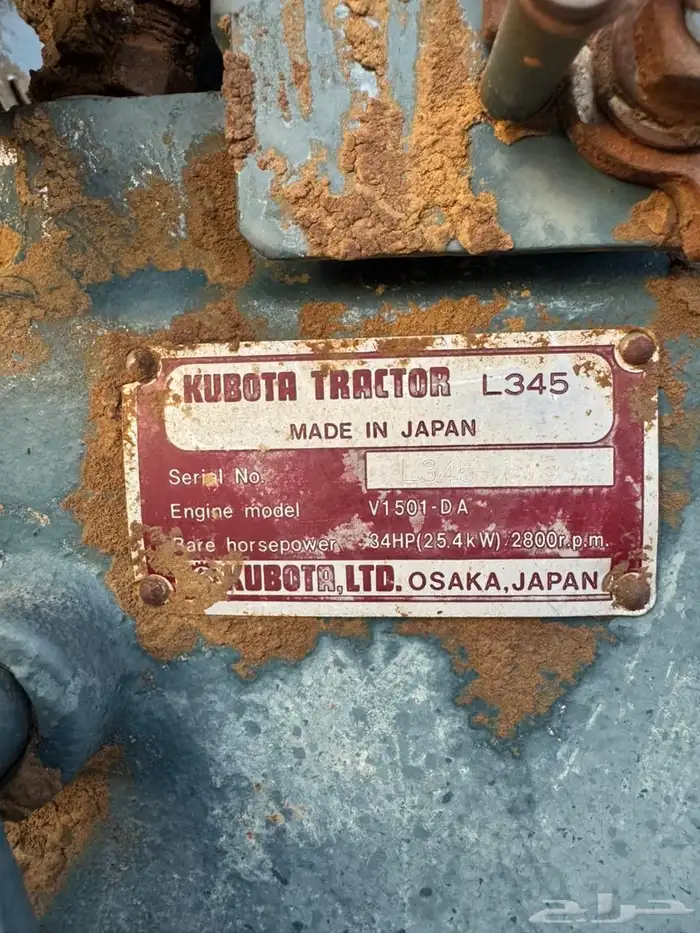 KUBOTA TRACTOR L345
MADE IN JAPAN
Serial No. L345-
Engine model V1501-DA
Bare horsepower 34HP(25.4kW)/2800r.p.m.
KUBOTA, LTD. OSAKA, JAPAN
حراج